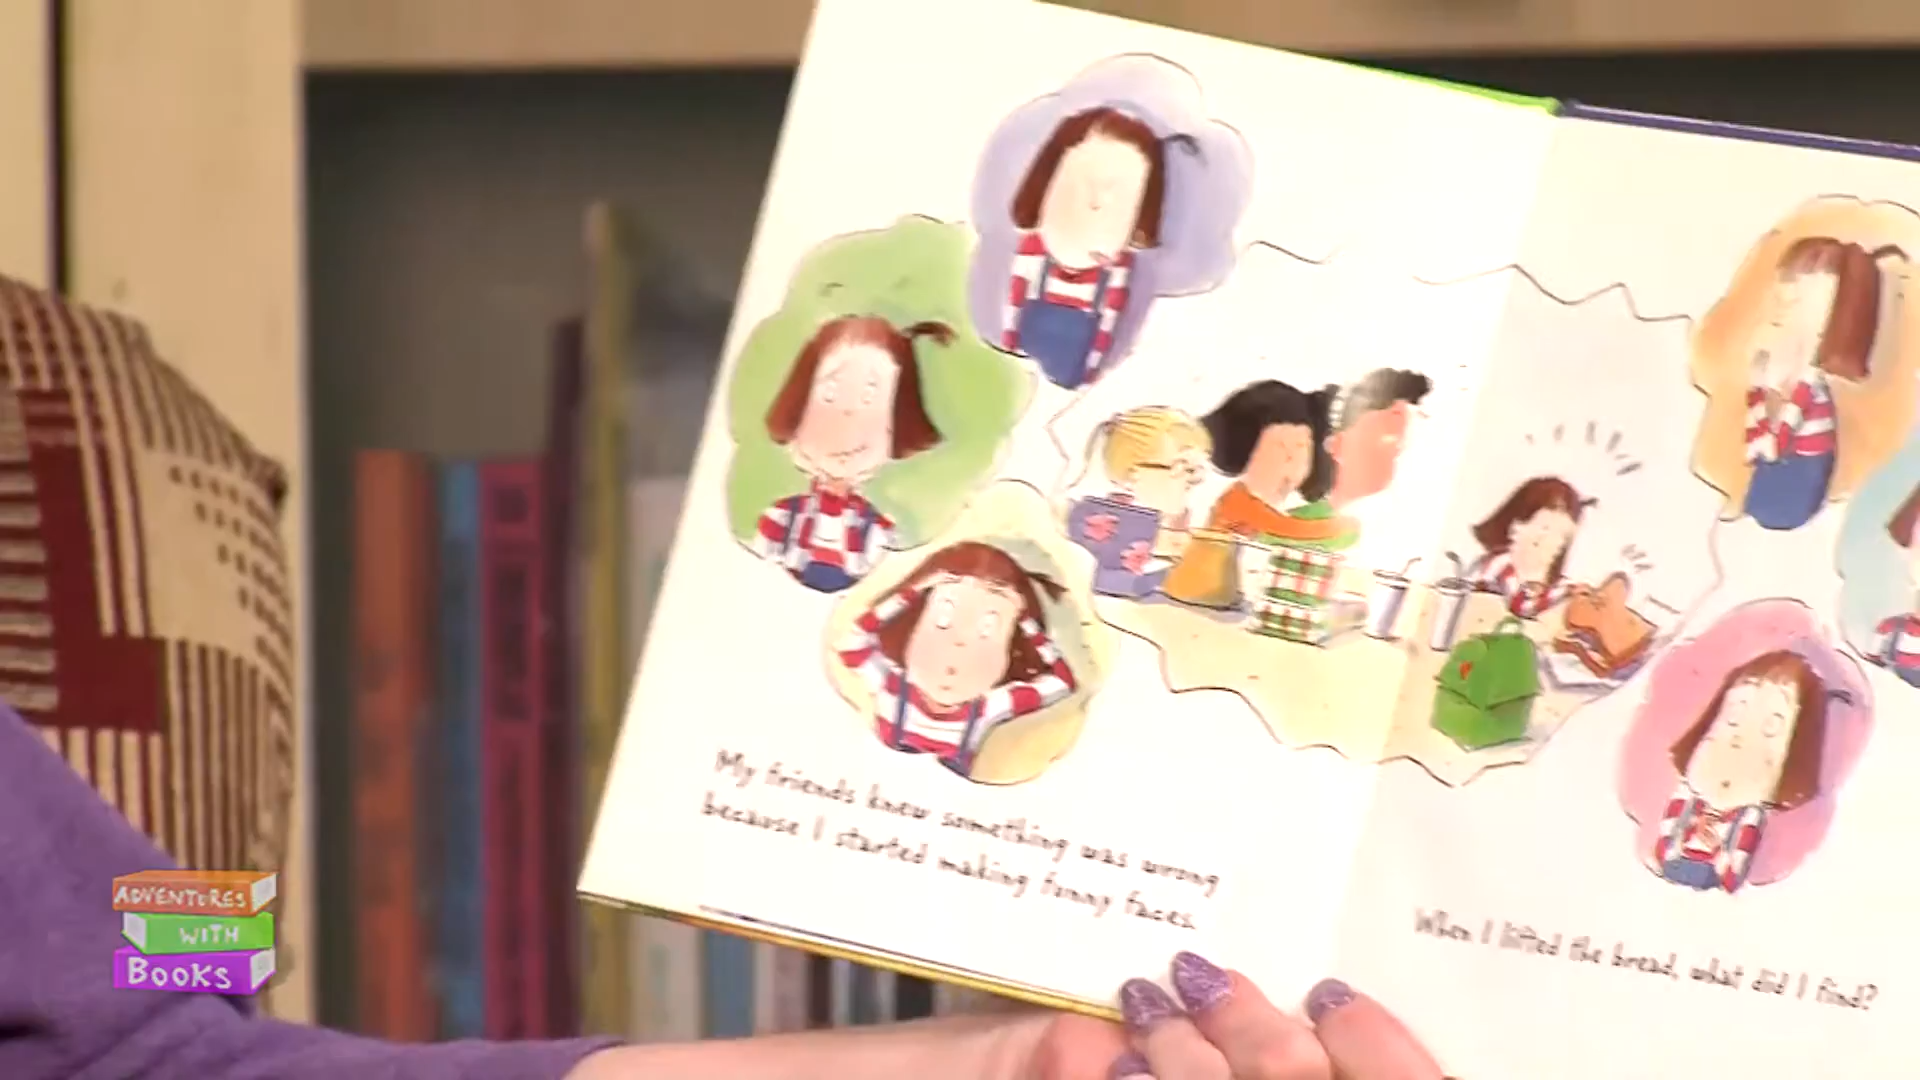 My friends knew something was wrong
because I started making funny faces.
When I lifted the bread, what did I find?
ADVENTURES
WITH
BOOKS